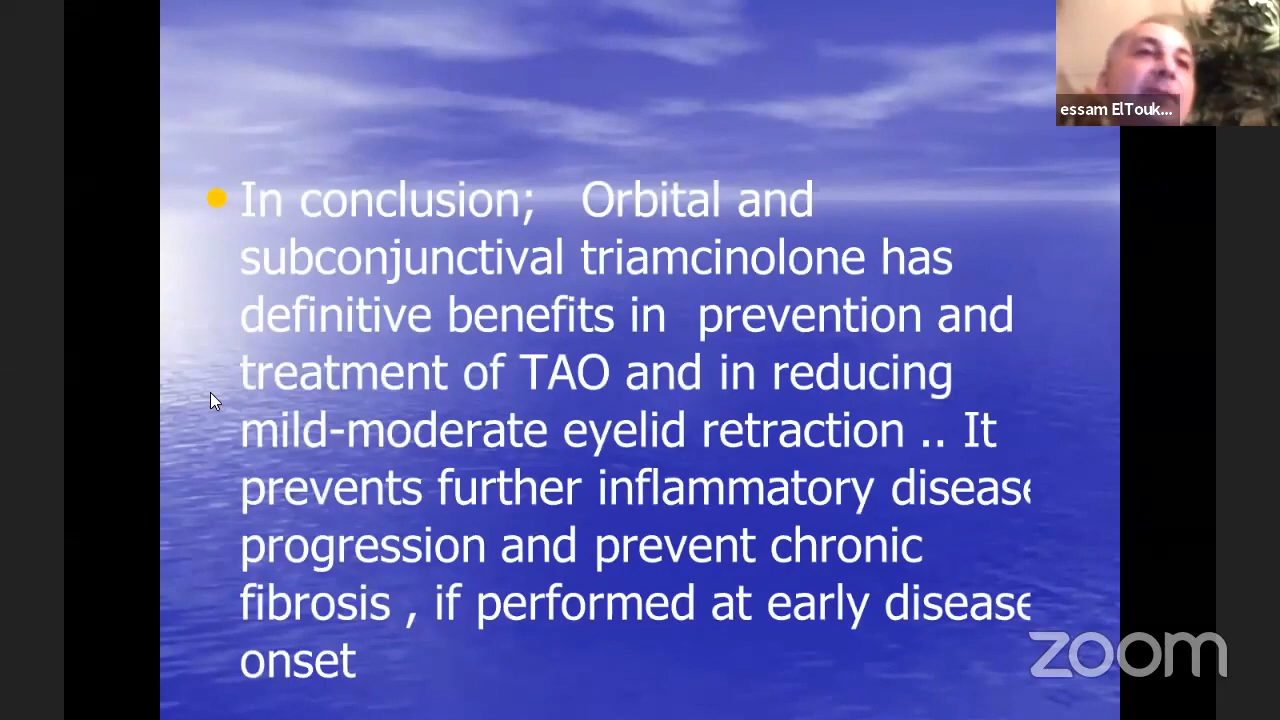 essam ElTouk...
In conclusion; Orbital and
subconjunctival triamcinolone has
definitive benefits in prevention and
treatment of TAO and in reducing
mild-moderate eyelid retraction .. It
prevents further inflammatory disease
progression and prevent chronic
fibrosis , if performed at early disease
onset
zoom